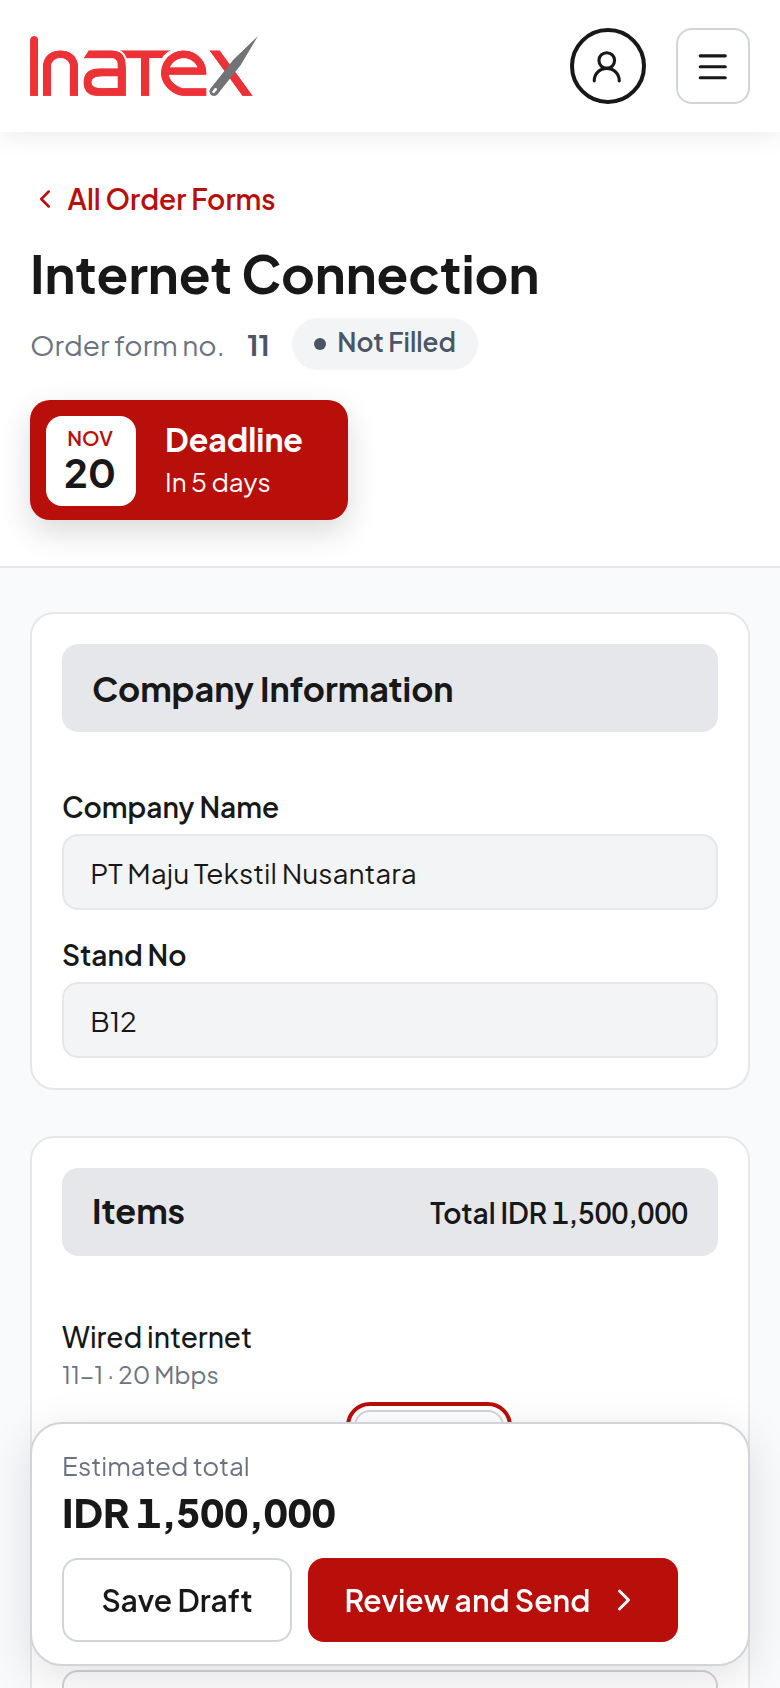 Inatex
All Order Forms
Internet Connection
Order form no. 11 Not Filled
NOV
20
Deadline
In 5 days
Company Information
Company Name
PT Maju Tekstil Nusantara
Stand No
B12
Items Total IDR 1,500,000
Wired internet
11–1 · 20 Mbps
Estimated total
IDR 1,500,000
Save Draft Review and Send